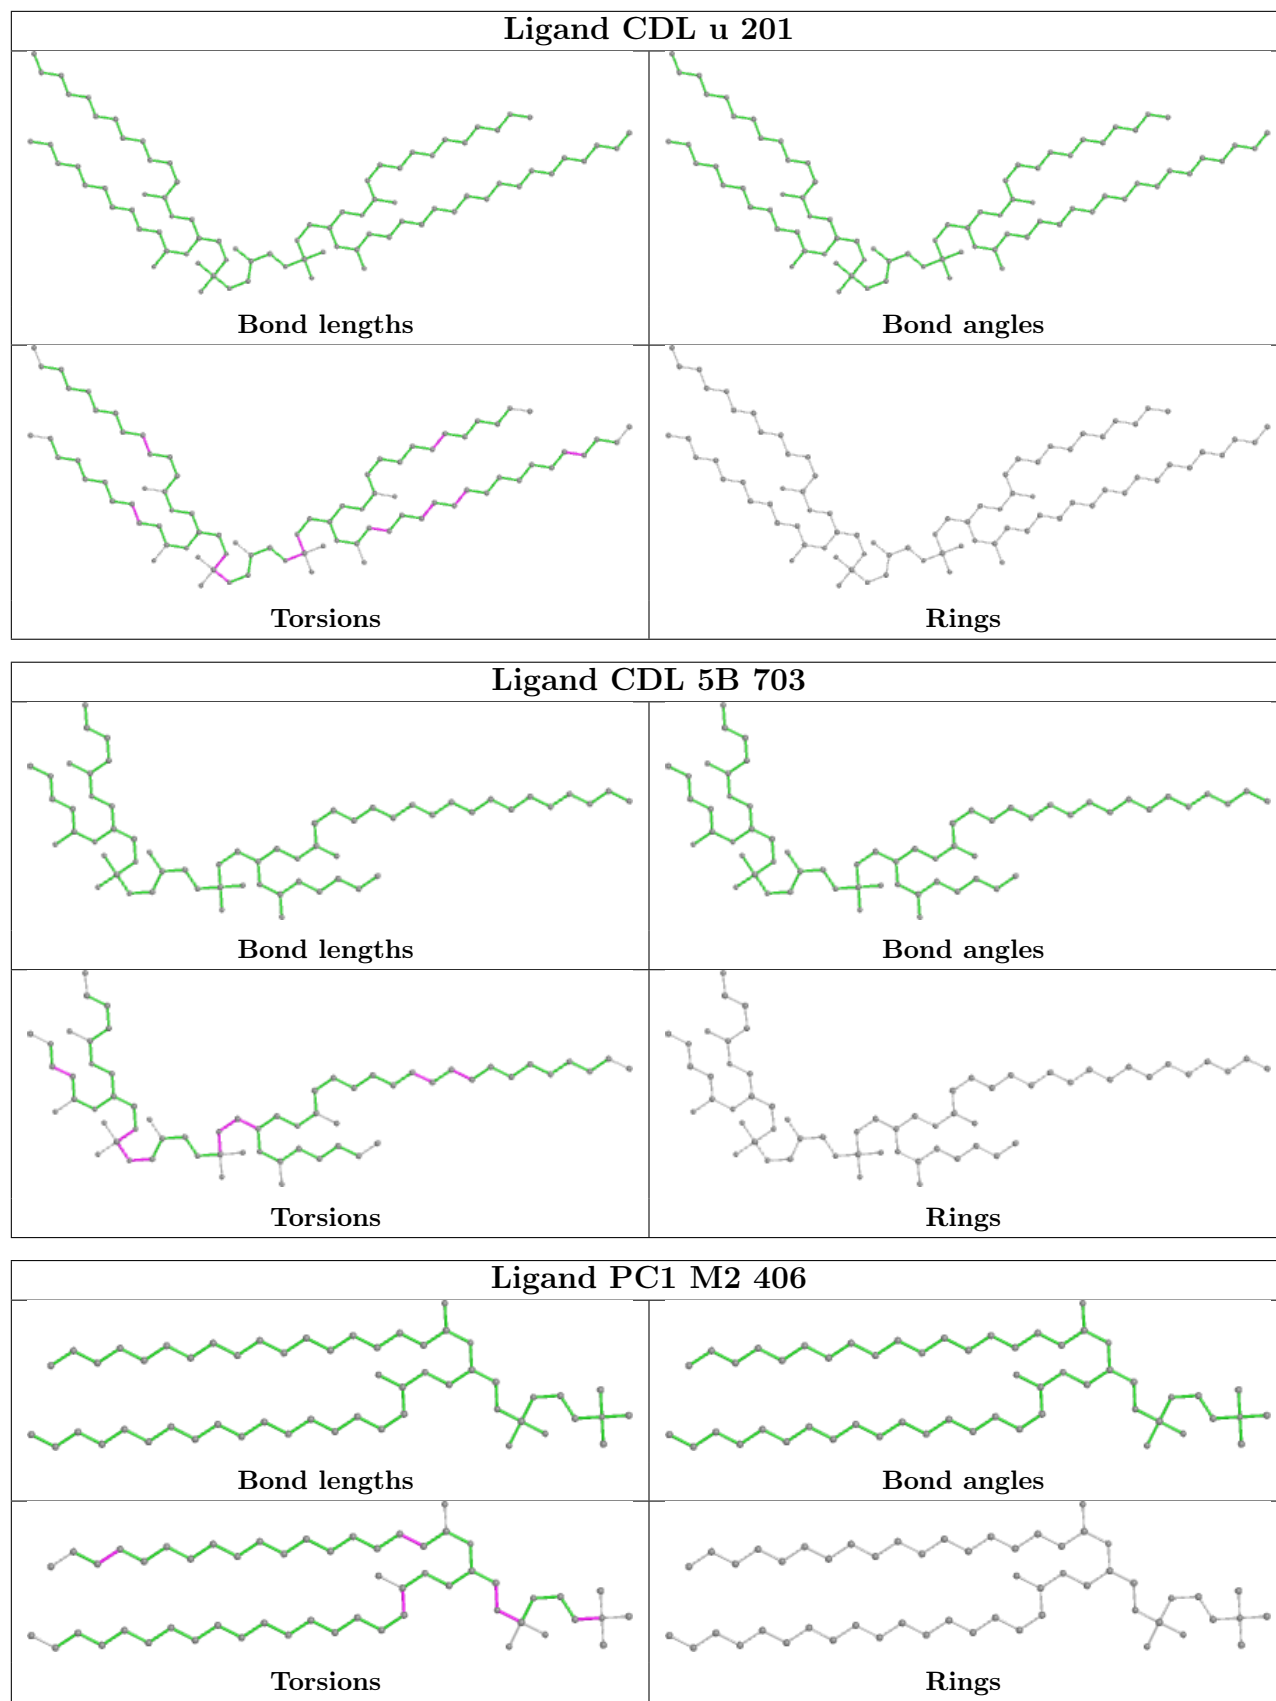 Ligand CDL u 201
Bond lengths
Bond angles
Torsions
Rings
Ligand CDL 5B 703
Bond lengths
Bond angles
Torsions
Rings
Ligand PC1 M2 406
Bond lengths
Bond angles
Torsions
Rings